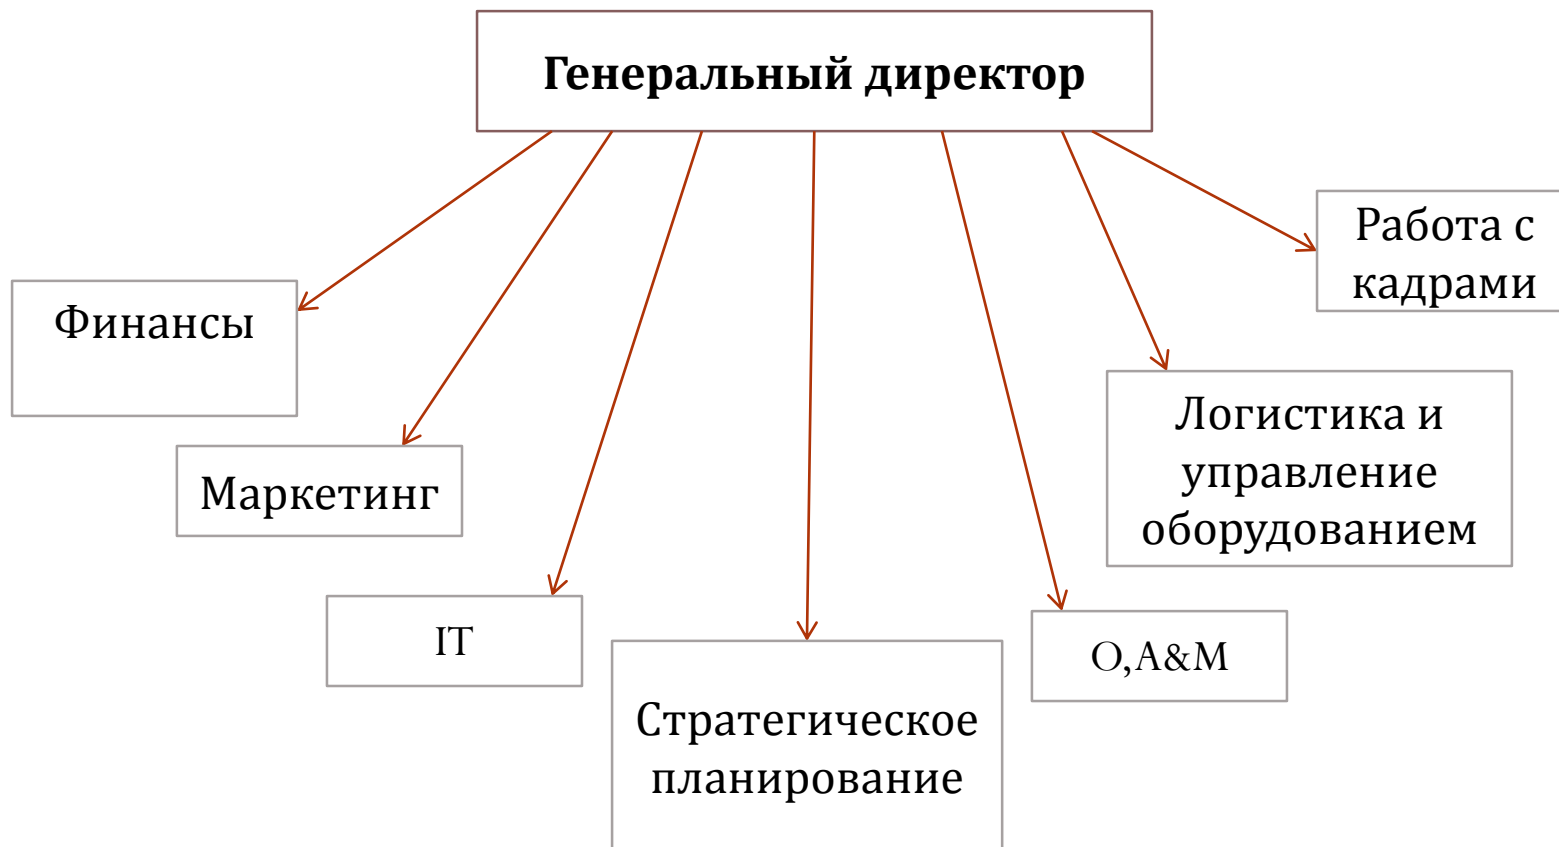 Генеральный директор
Работа с
кадрами
Финансы
Логистика и
управление
оборудованием
Маркетинг
IT
O,A&M
Стратегическое
планирование